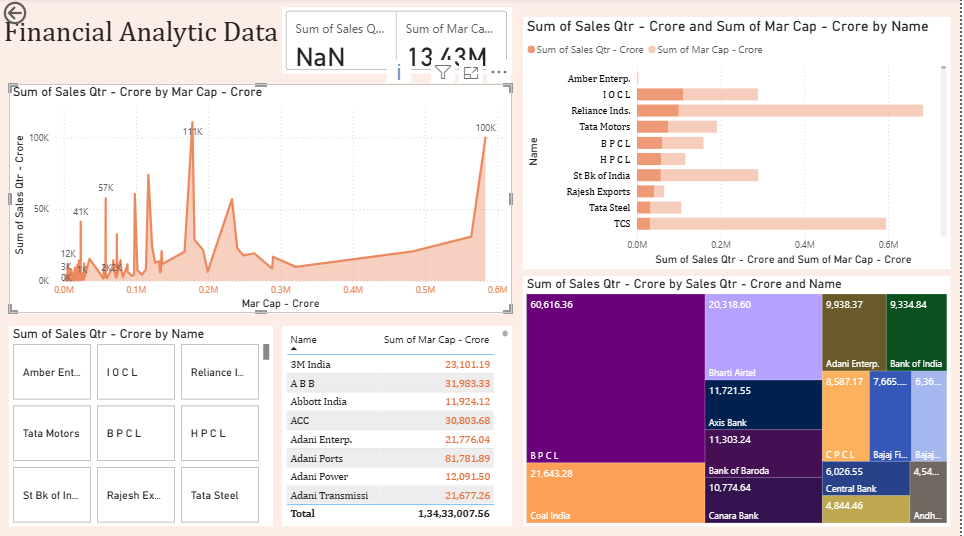 Financial Analytic Data
Sum of Sales Q...
NaN
Sum of Mar Ca...
13.43M
Sum of Sales Qtr - Crore by Mar Cap - Crore
Sum of Sales Qtr - Crore
100K
50K
0K
111K
100K
57K
41K
12K
3K
0K
1K
2K
2K
0.0M 0.1M 0.2M 0.3M 0.4M 0.5M 0.6M
Mar Cap - Crore
Sum of Sales Qtr - Crore and Sum of Mar Cap - Crore by Name
Sum of Sales Qtr - Crore Sum of Mar Cap - Crore
Name
Amber Enterp.
I O C L
Reliance Inds.
Tata Motors
B P C L
H P C L
St Bk of India
Rajesh Exports
Tata Steel
TCS
0.0M 0.2M 0.4M 0.6M
Sum of Sales Qtr - Crore and Sum of Mar Cap - Crore
Sum of Sales Qtr - Crore by Name
Amber Ent... I O C L Reliance I...
Tata Motors B P C L H P C L
St Bk of In... Rajesh Ex... Tata Steel
Name Sum of Mar Cap - Crore
3M India 23,101.19
A B B 31,983.33
Abbott India 11,924.12
ACC 30,803.68
Adani Enterp. 21,776.04
Adani Ports 81,781.89
Adani Power 12,091.50
Adani Transmissi 21,677.26
Total 1,34,33,007.56
Sum of Sales Qtr - Crore by Sales Qtr - Crore and Name
60,616.36
B P C L
21,643.28
Coal India
20,318.60
Bharti Airtel
11,721.55
Axis Bank
11,303.24
Bank of Baroda
10,774.64
Canara Bank
9,938.37
Adani Enterp.
9,334.84
Bank of India
8,587.17
C P C L
7,665....
Bajaj Fi...
6,36...
Bajaj...
6,026.55
Central Bank
4,844.46
4,54...
Andh...